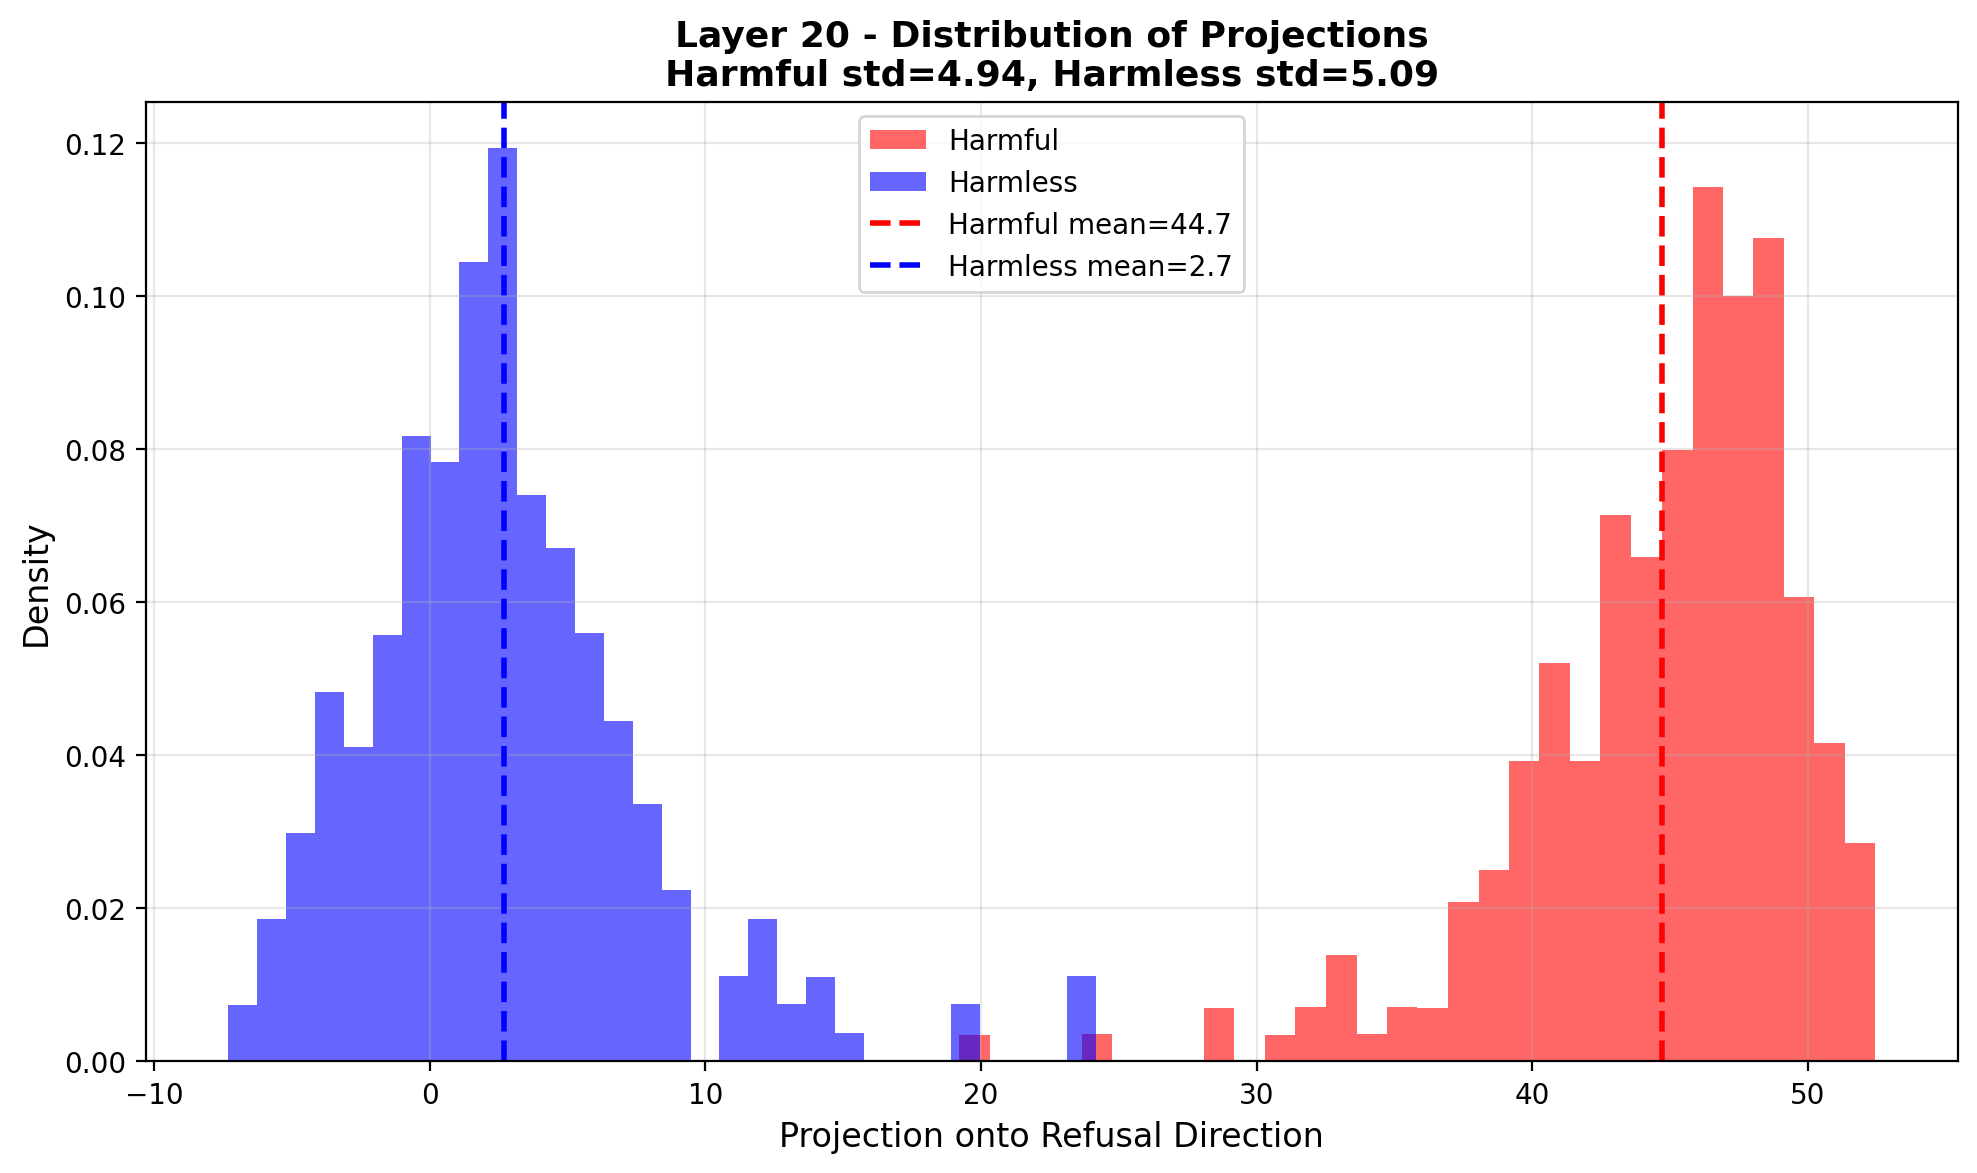 Layer 20 - Distribution of Projections
Harmful std=4.94, Harmless std=5.09
Harmful
Harmless
Harmful mean=44.7
Harmless mean=2.7
Density
0.12
0.10
0.08
0.06
0.04
0.02
0.00
−10 0 10 20 30 40 50
Projection onto Refusal Direction